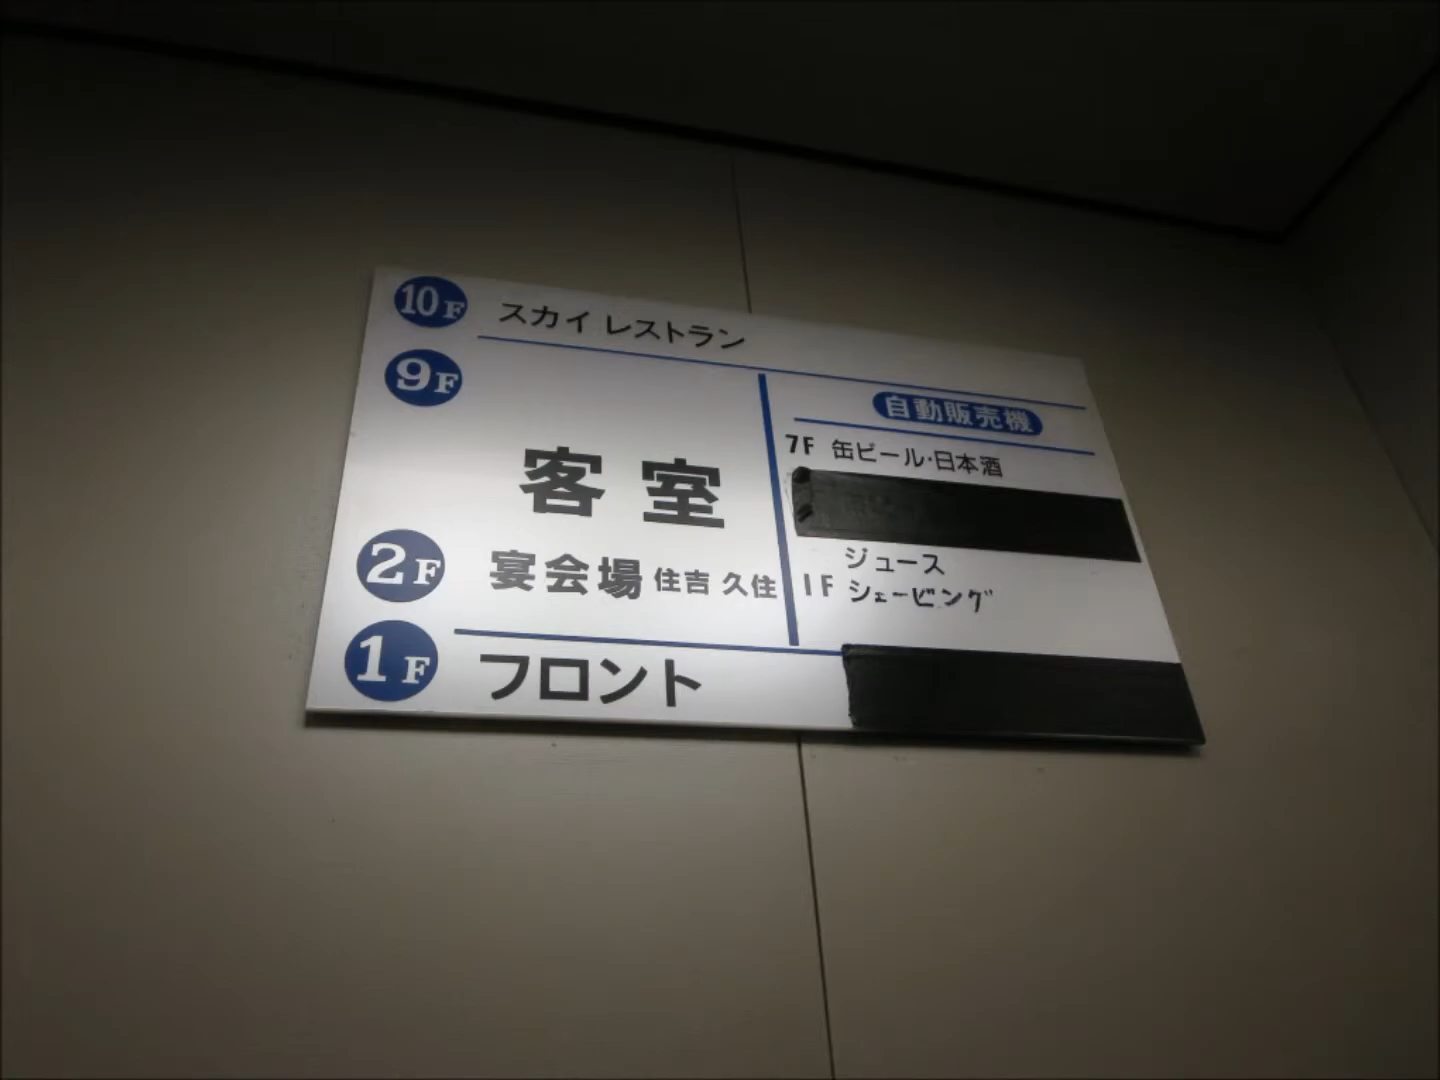 10F スカイレストラン
9F
客室
2F 宴会場 住吉 久住
1F フロント
自動販売機
7F 缶ビール・日本酒
ジュース
1F シェービング